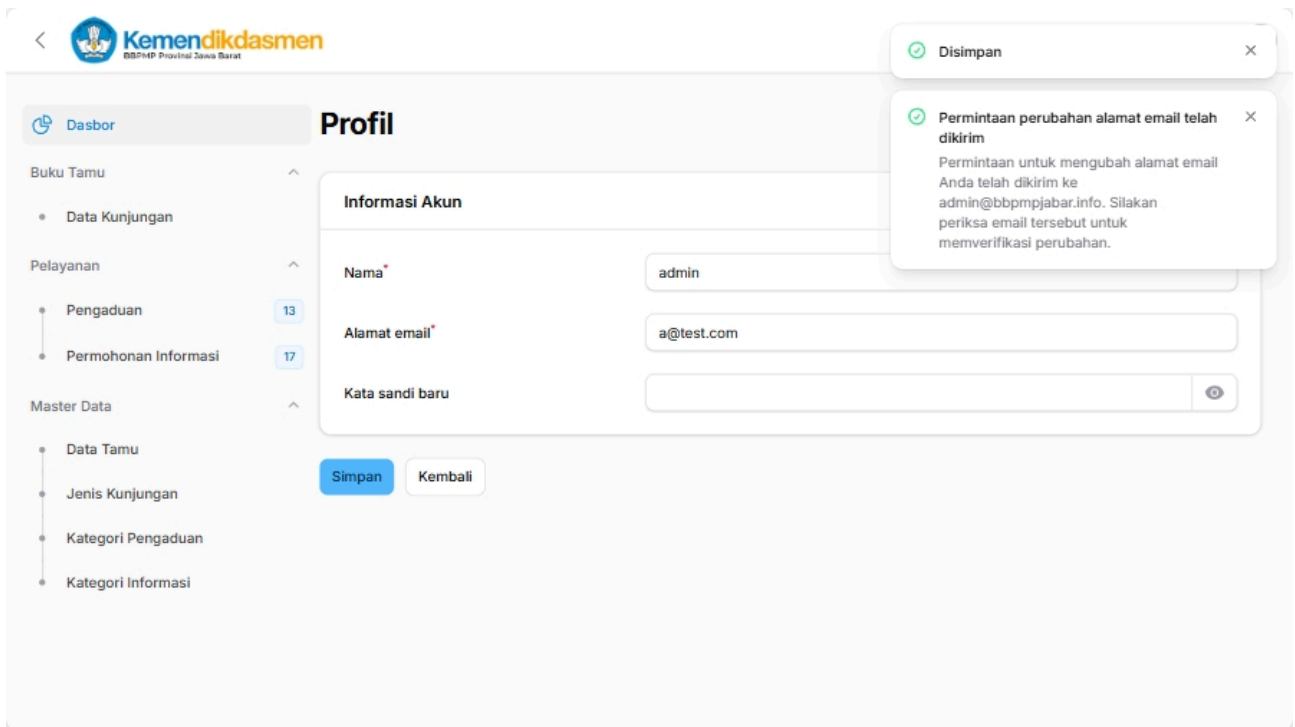 Kemendikdasmen
BBPMP Provinsi Jawa Barat
Disimpan
Permintaan perubahan alamat email telah
dikirim
Permintaan untuk mengubah alamat email
Anda telah dikirim ke
admin@bbpmpjabar.info. Silakan
periksa email tersebut untuk
memverifikasi perubahan.
Dasbor
Buku Tamu
Data Kunjungan
Pelayanan
Pengaduan 13
Permohonan Informasi 17
Master Data
Data Tamu
Jenis Kunjungan
Kategori Pengaduan
Kategori Informasi
Profil
Informasi Akun
Nama* admin
Alamat email* a@test.com
Kata sandi baru
Simpan Kembali